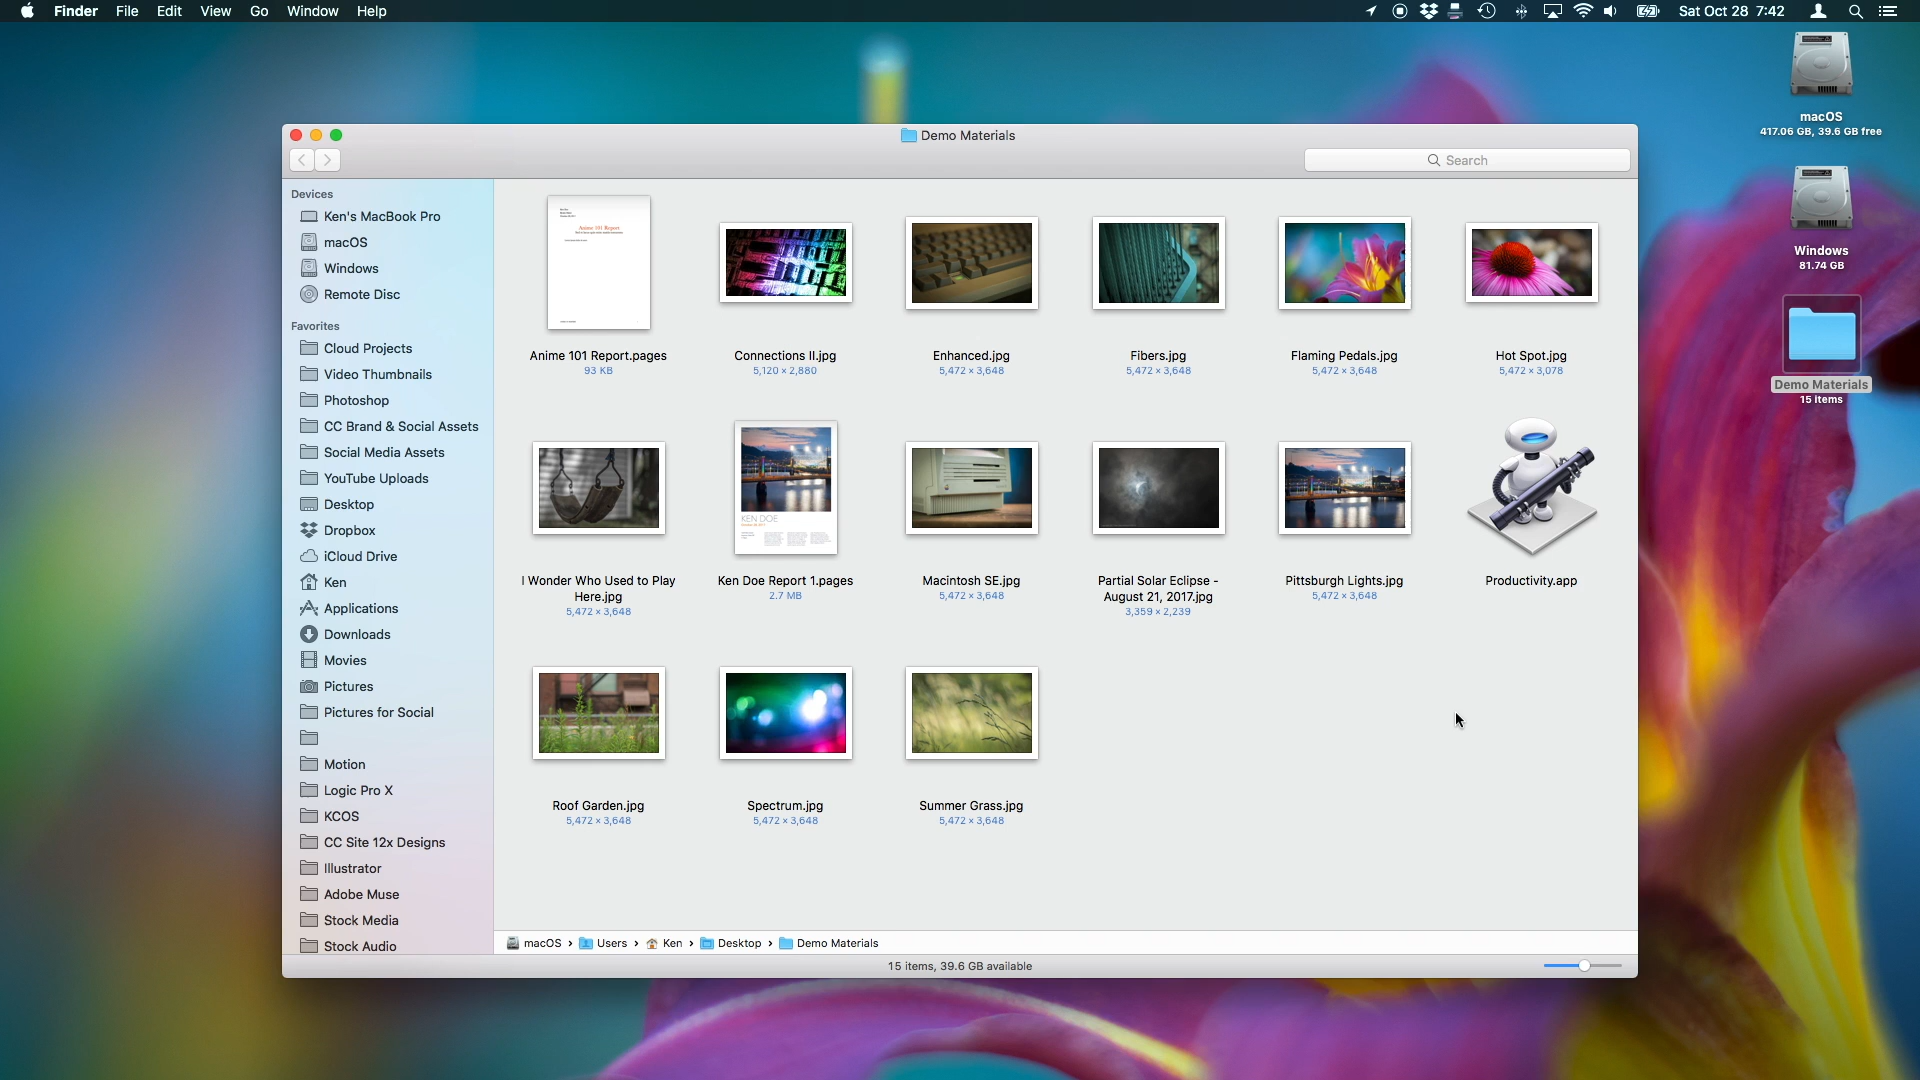 Finder File Edit View Go Window Help
Sat Oct 28 7:42
macOS
417.06 GB, 39.6 GB free
Windows
81.74 GB
Demo Materials
15 items
Demo Materials
Search
Devices
Ken's MacBook Pro
macOS
Windows
Remote Disc
Favorites
Cloud Projects
Video Thumbnails
Photoshop
CC Brand & Social Assets
Social Media Assets
YouTube Uploads
Desktop
Dropbox
iCloud Drive
Ken
Applications
Downloads
Movies
Pictures
Pictures for Social
Motion
Logic Pro X
KCOS
CC Site 12x Designs
Illustrator
Adobe Muse
Stock Media
Stock Audio
Anime 101 Report
Anime 101 Report.pages
93 KB
Connections II.jpg
5,120 × 2,880
Enhanced.jpg
5,472 × 3,648
Fibers.jpg
5,472 × 3,648
Flaming Pedals.jpg
5,472 × 3,648
Hot Spot.jpg
5,472 × 3,078
I Wonder Who Used to Play
Here.jpg
5,472 × 3,648
KEN DOE
Ken Doe Report 1.pages
2.7 MB
Macintosh SE.jpg
5,472 × 3,648
Partial Solar Eclipse -
August 21, 2017.jpg
3,359 × 2,239
Pittsburgh Lights.jpg
5,472 × 3,648
Productivity.app
Roof Garden.jpg
5,472 × 3,648
Spectrum.jpg
5,472 × 3,648
Summer Grass.jpg
5,472 × 3,648
macOS › Users › Ken › Desktop › Demo Materials
15 items, 39.6 GB available